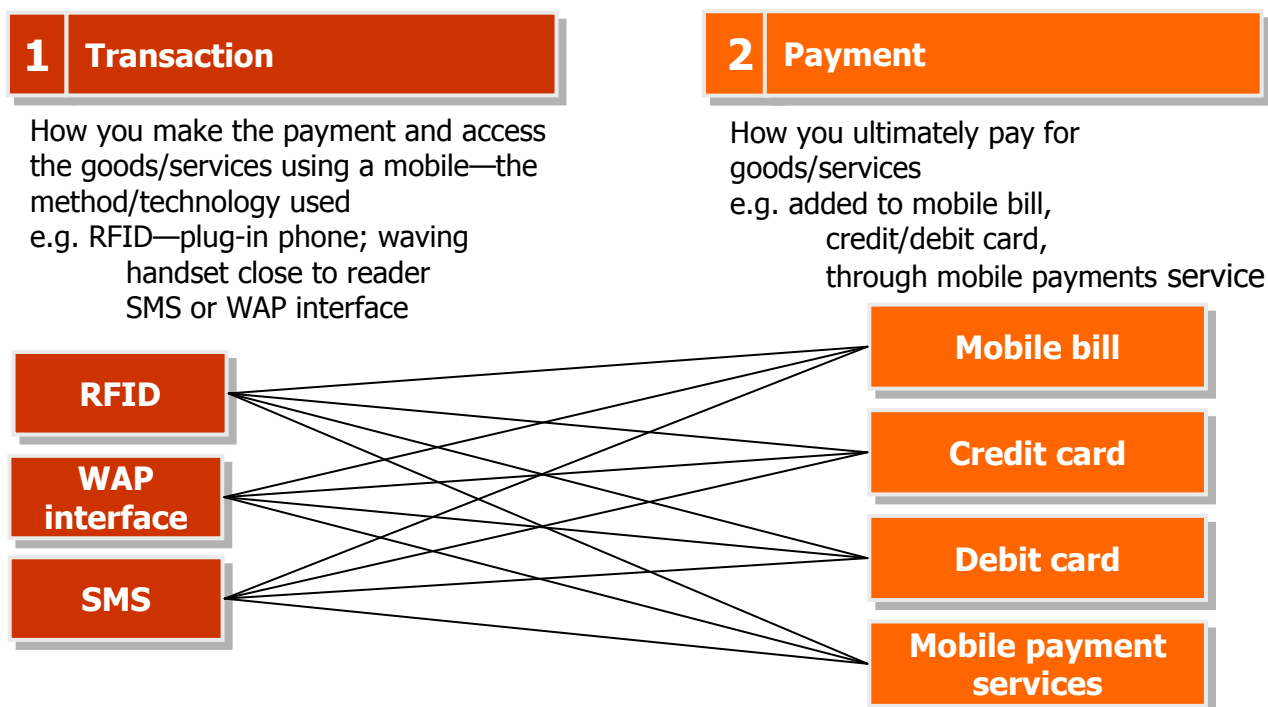 1 Transaction
How you make the payment and access
the goods/services using a mobile—the
method/technology used
e.g. RFID—plug-in phone; waving
handset close to reader
SMS or WAP interface
RFID
WAP
interface
SMS
2 Payment
How you ultimately pay for
goods/services
e.g. added to mobile bill,
credit/debit card,
through mobile payments service
Mobile bill
Credit card
Debit card
Mobile payment
services